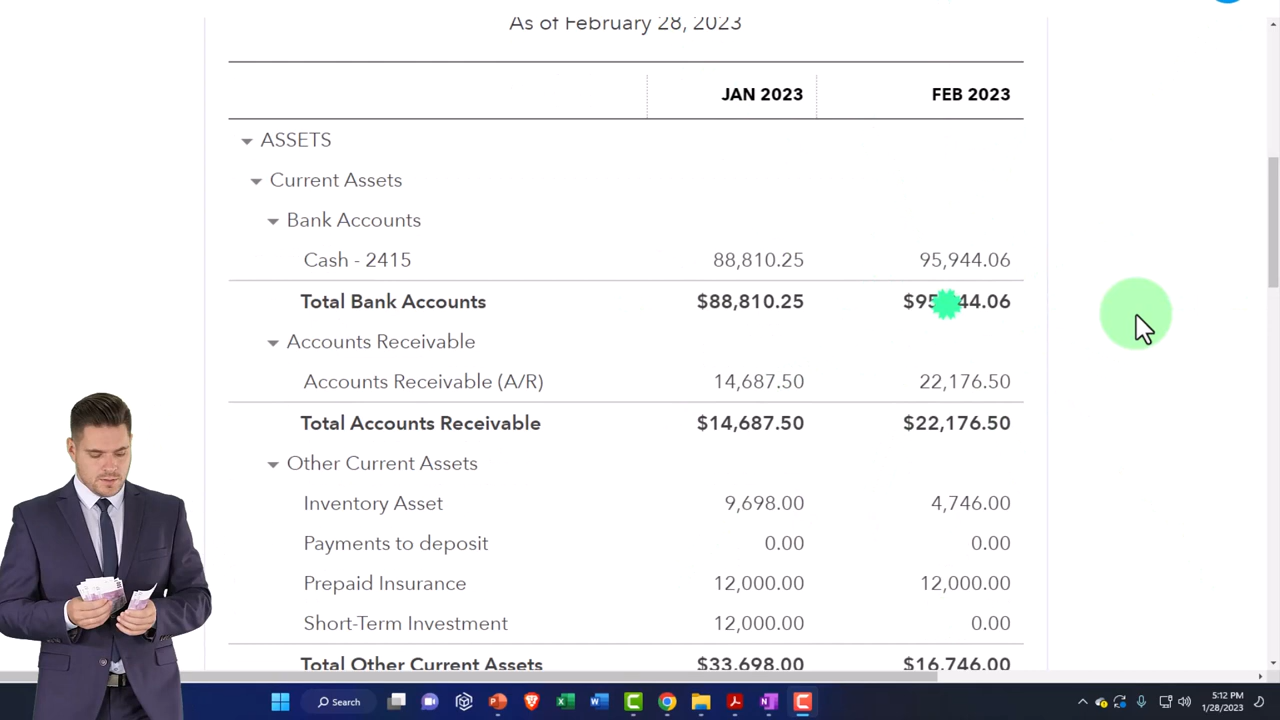 As of February 28, 2023
JAN 2023 FEB 2023
ASSETS
Current Assets
Bank Accounts
Cash - 2415 88,810.25 95,944.06
Total Bank Accounts $88,810.25
Accounts Receivable
Accounts Receivable (A/R) 14,687.50 22,176.50
Total Accounts Receivable $14,687.50 $22,176.50
Other Current Assets
Inventory Asset 9,698.00 4,746.00
Payments to deposit 0.00 0.00
Prepaid Insurance 12,000.00 12,000.00
Short-Term Investment 12,000.00 0.00
Total Other Current Assets $33,698.00 $16,746.00
Search
5:12 PM
1/28/2023